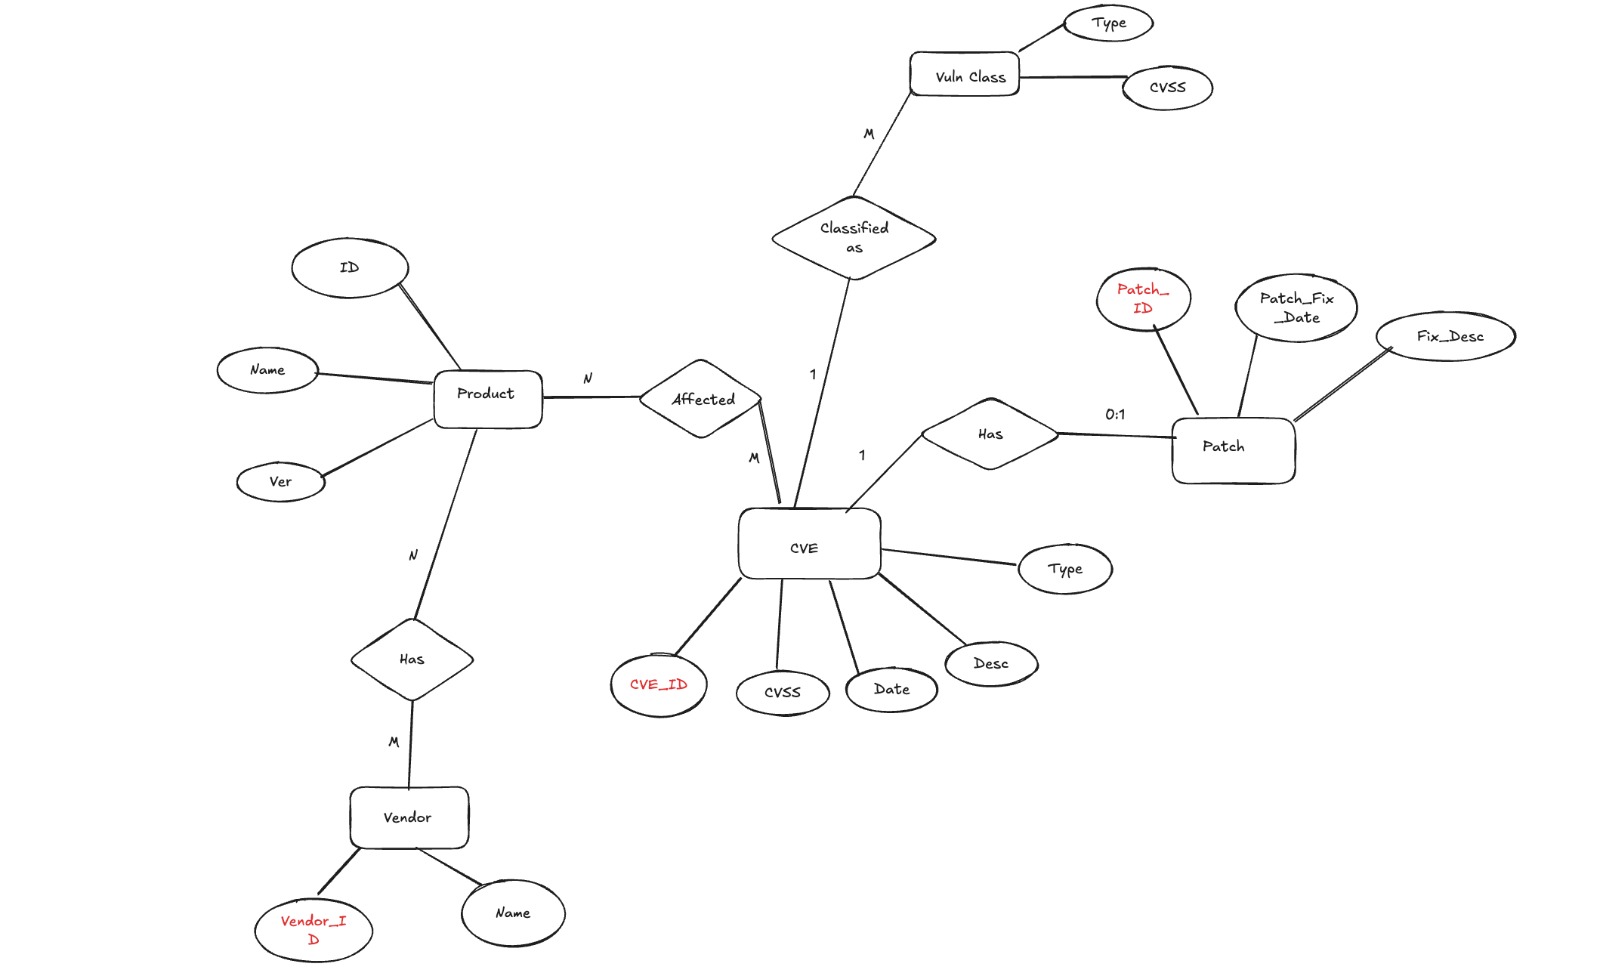 Type
Vuln Class
CVSS
M
Classified
as
ID
Patch_
ID
Patch_Fix
_Date
Fix_Desc
Name
1
N
Product
Affected
0:1
Has
Patch
1
M
Ver
CVE
N
Type
Has
Desc
CVE_ID
CVSS
Date
M
Vendor
Vendor_I
D
Name